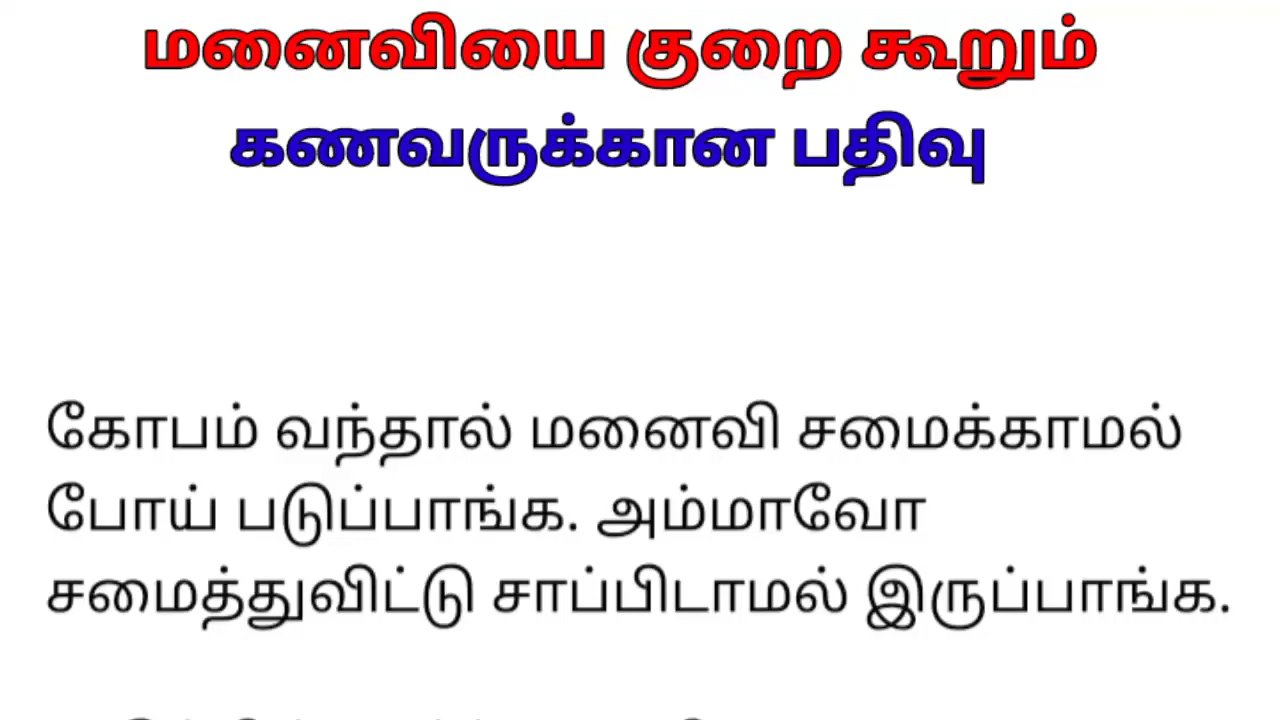 மனைவியை குறை கூறும்
கணவருக்கான பதிவு
கோபம் வந்தால் மனைவி சமைக்காமல்
போய் படுப்பாங்க. அம்மாவோ
சமைத்துவிட்டு சாப்பிடாமல் இருப்பாங்க.